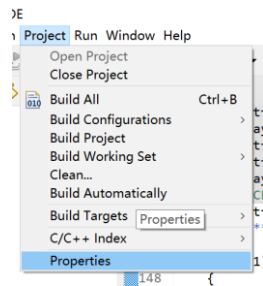 DE
Project Run Window Help
Open Project
Close Project
010 Build All Ctrl+B
Build Configurations >
Build Project
Build Working Set >
Clean...
Build Automatically
Build Targets >
Properties
C/C++ Index >
Properties
148 {